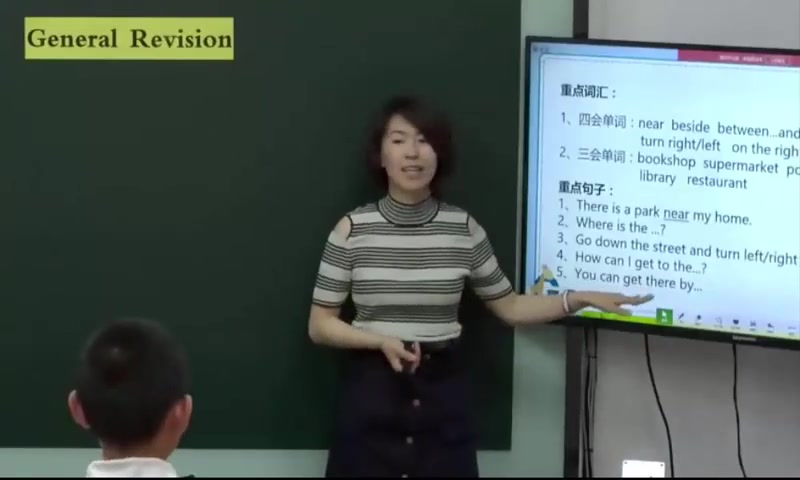 General Revision
重点词汇：
1、四会单词：near beside between...and
turn right/left on the righ
2、三会单词：bookshop supermarket po
library restaurant
重点句子：
1、There is a park near my home.
2、Where is the ...?
3、Go down the street and turn left/right
4、How can I get to the...?
5、You can get there by...